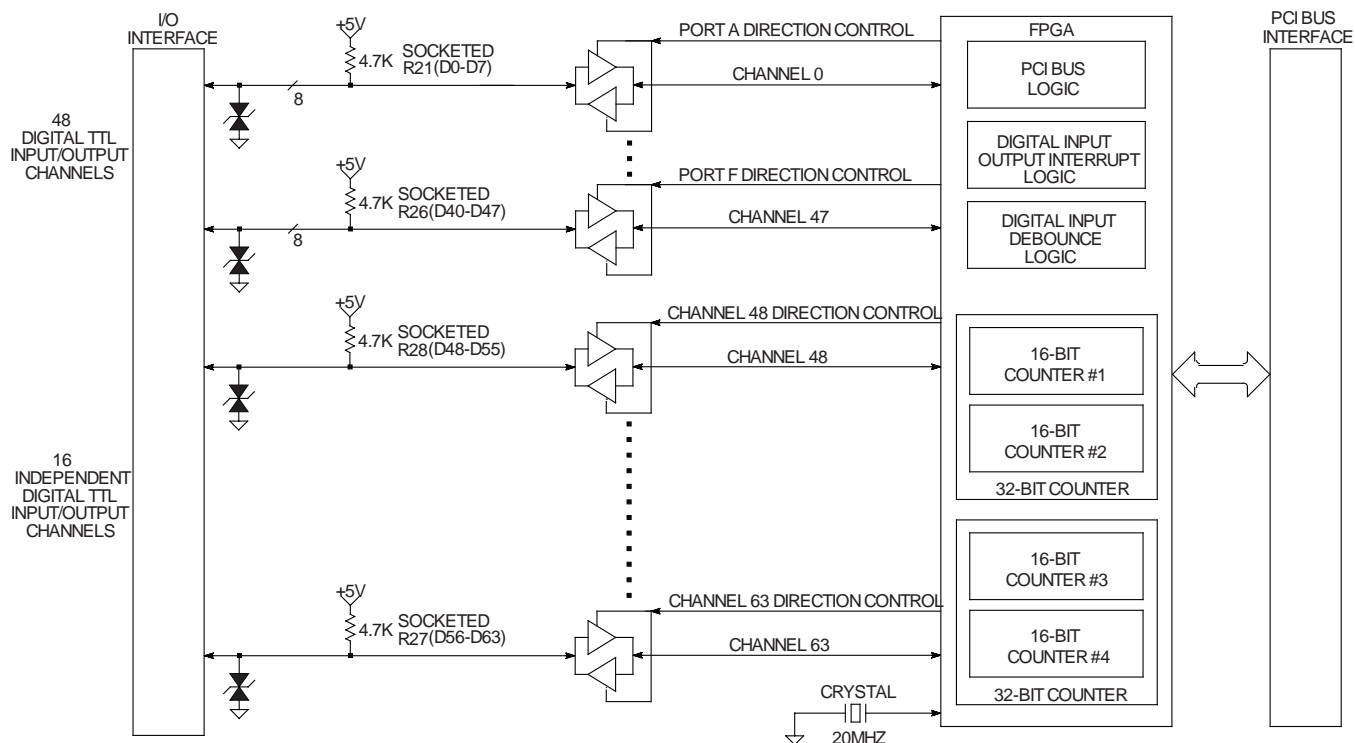 I/O
INTERFACE
+5V
4.7K
SOCKETED
R21(D0-D7)
8
PORT A DIRECTION CONTROL
CHANNEL 0
FPGA
PCI BUS
LOGIC
PCI BUS
INTERFACE
48
DIGITAL TTL
INPUT/OUTPUT
CHANNELS
+5V
4.7K
SOCKETED
R26(D40-D47)
8
PORT F DIRECTION CONTROL
CHANNEL 47
DIGITAL INPUT
OUTPUT INTERRUPT
LOGIC
DIGITAL INPUT
DEBOUNCE
LOGIC
+5V
4.7K
SOCKETED
R28(D48-D55)
CHANNEL 48 DIRECTION CONTROL
CHANNEL 48
16-BIT
COUNTER #1
16-BIT
COUNTER #2
32-BIT COUNTER
16
INDEPENDENT
DIGITAL TTL
INPUT/OUTPUT
CHANNELS
+5V
4.7K
SOCKETED
R27(D56-D63)
CHANNEL 63 DIRECTION CONTROL
CHANNEL 63
16-BIT
COUNTER #3
16-BIT
COUNTER #4
32-BIT COUNTER
CRYSTAL
20MHZ